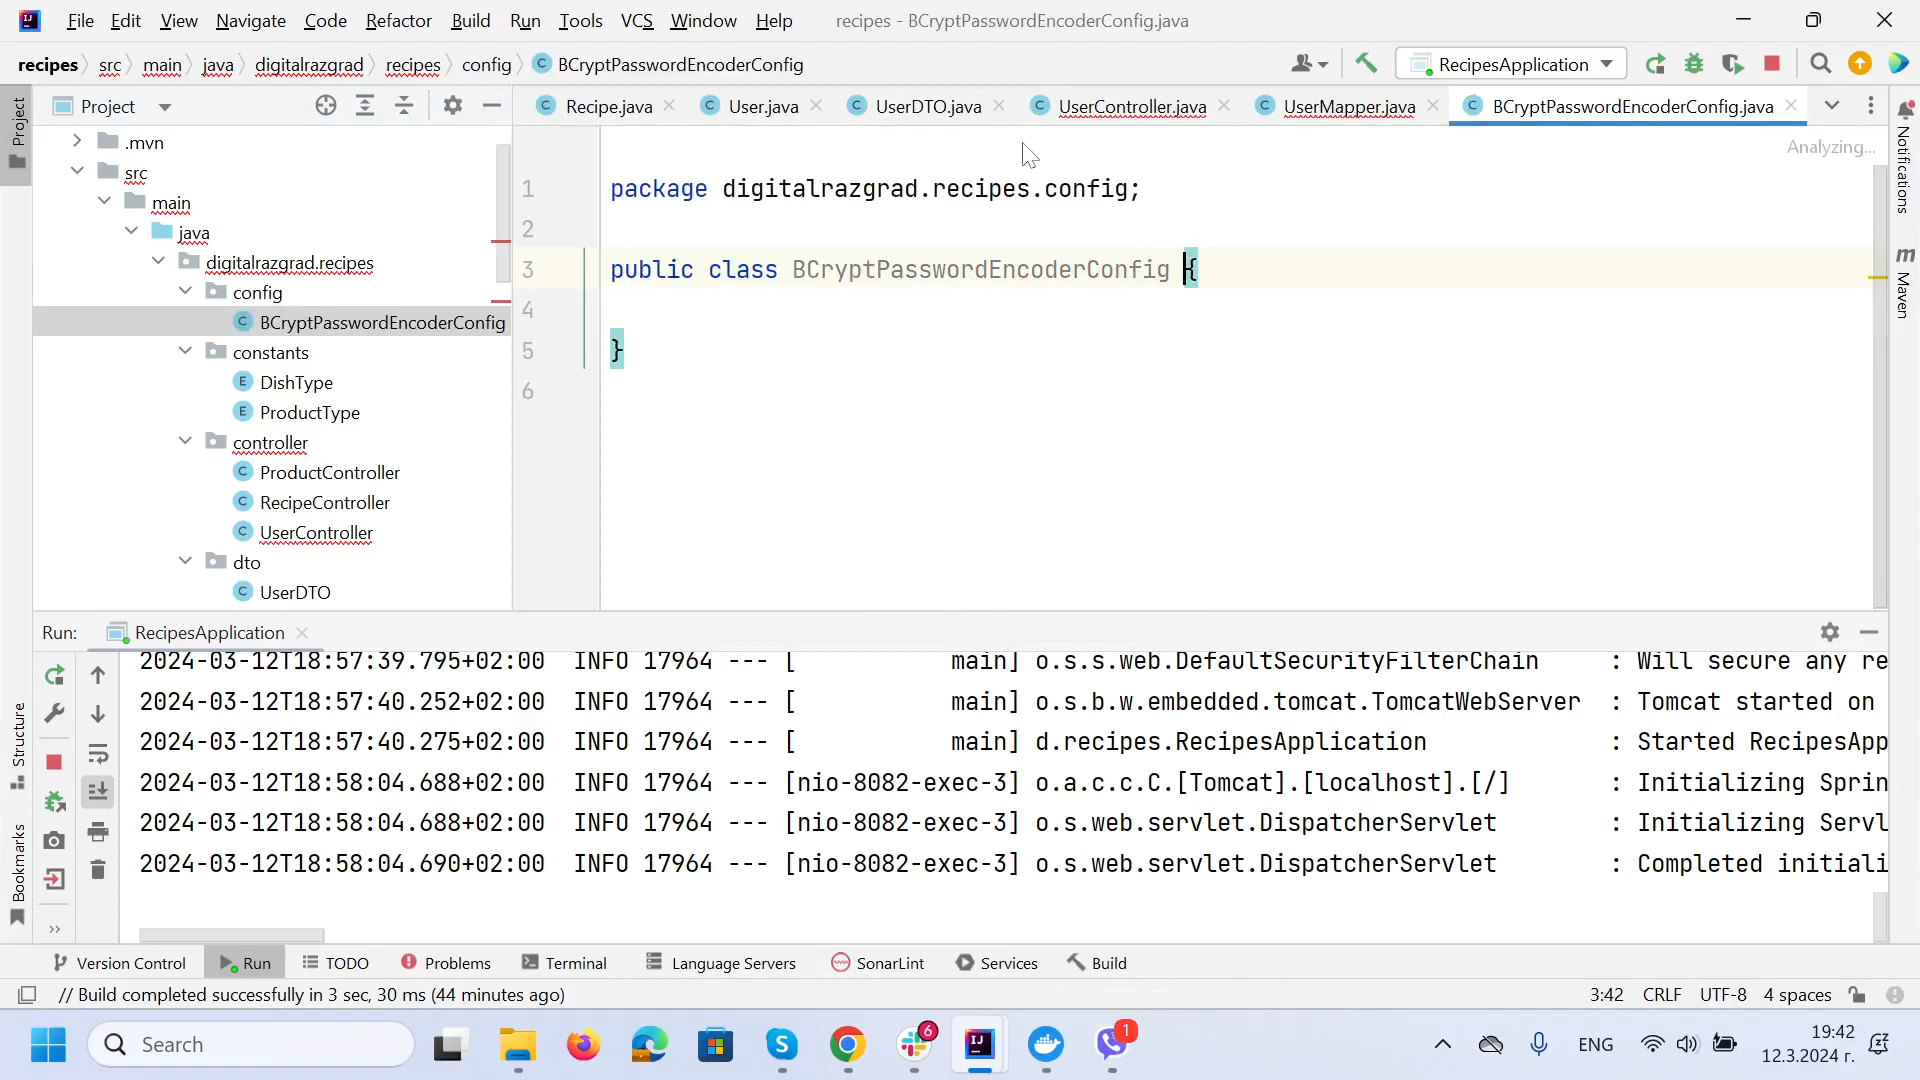 File Edit View Navigate Code Refactor Build Run Tools VCS Window Help recipes - BCryptPasswordEncoderConfig.java
recipes src main java digitalrazgrad recipes config BCryptPasswordEncoderConfig RecipesApplication
Project
Recipe.java User.java UserDTO.java UserController.java UserMapper.java BCryptPasswordEncoderConfig.java
Project
Structure
Bookmarks
Notifications
Maven
.mvn
src
main
java
digitalrazgrad.recipes
config
BCryptPasswordEncoderConfig
constants
DishType
ProductType
controller
ProductController
RecipeController
UserController
dto
UserDTO
Analyzing...
1 package digitalrazgrad.recipes.config;
2
3 public class BCryptPasswordEncoderConfig {
4
5 }
6
Run: RecipesApplication
2024-03-12T18:57:39.795+02:00 INFO 17964 --- [ main] o.s.s.web.DefaultSecurityFilterChain : Will secure any re
2024-03-12T18:57:40.252+02:00 INFO 17964 --- [ main] o.s.b.w.embedded.tomcat.TomcatWebServer : Tomcat started on
2024-03-12T18:57:40.275+02:00 INFO 17964 --- [ main] d.recipes.RecipesApplication : Started RecipesApp
2024-03-12T18:58:04.688+02:00 INFO 17964 --- [nio-8082-exec-3] o.a.c.c.C.[Tomcat].[localhost].[/] : Initializing Sprin
2024-03-12T18:58:04.688+02:00 INFO 17964 --- [nio-8082-exec-3] o.s.web.servlet.DispatcherServlet : Initializing Servl
2024-03-12T18:58:04.690+02:00 INFO 17964 --- [nio-8082-exec-3] o.s.web.servlet.DispatcherServlet : Completed initiali
Version Control Run TODO Problems Terminal Language Servers SonarLint Services Build
// Build completed successfully in 3 sec, 30 ms (44 minutes ago) 3:42 CRLF UTF-8 4 spaces
Search 6 1 ENG 19:42
12.3.2024 г.